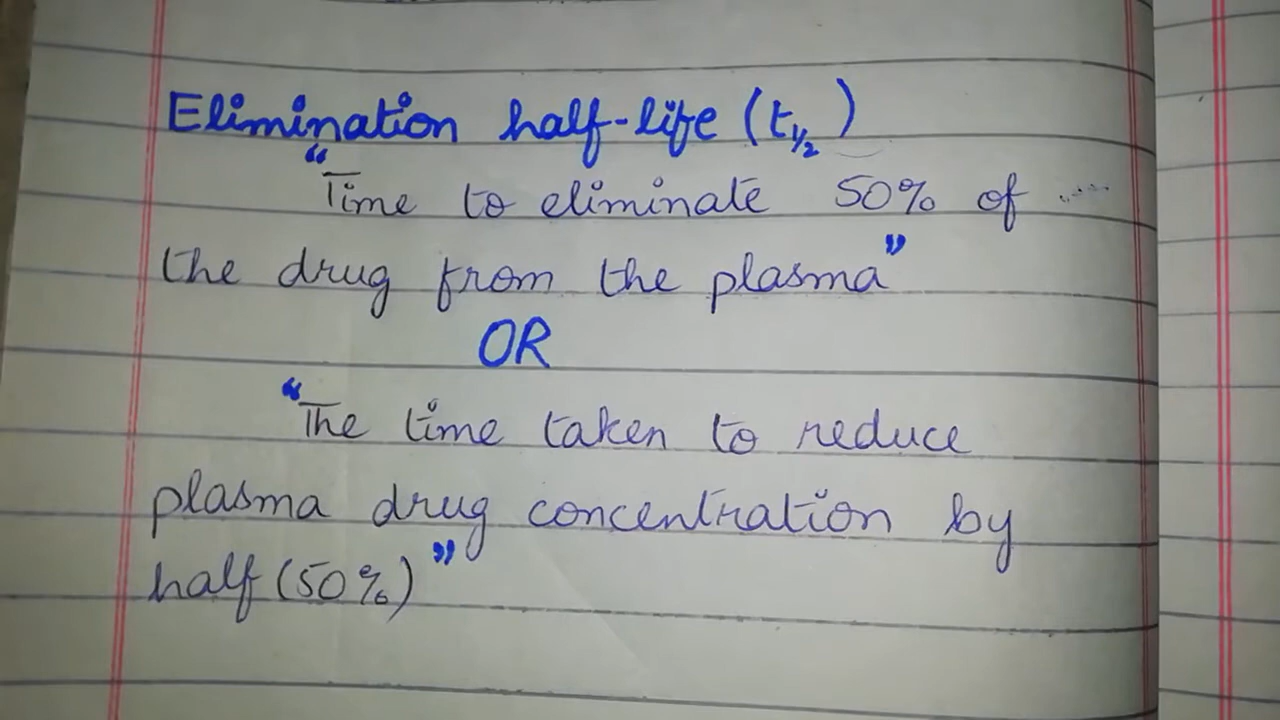 Elimination half-life (t1/2)
“Time to eliminate 50% of
the drug from the plasma”
OR
“The time taken to reduce
plasma drug concentration by
half (50%)”